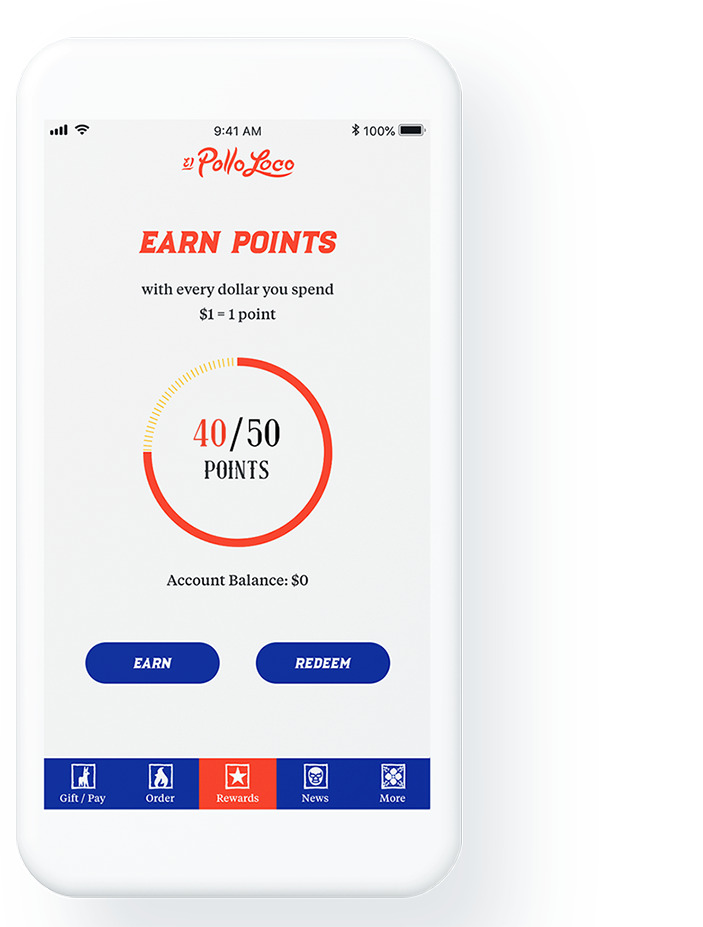 9:41 AM
100%
El Pollo Loco
EARN POINTS
with every dollar you spend
$1 = 1 point
40/50
POINTS
Account Balance: $0
EARN
REDEEM
Gift / Pay
Order
Rewards
News
More